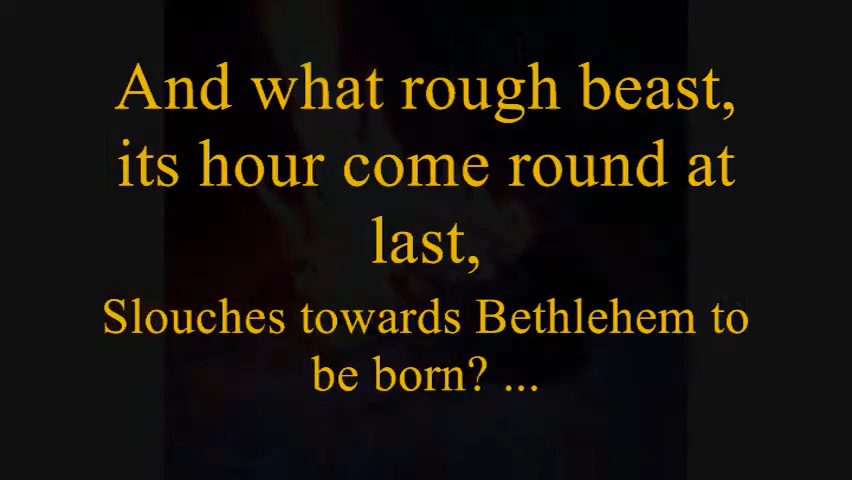 And what rough beast,
its hour come round at
last,
Slouches towards Bethlehem to
be born? ...